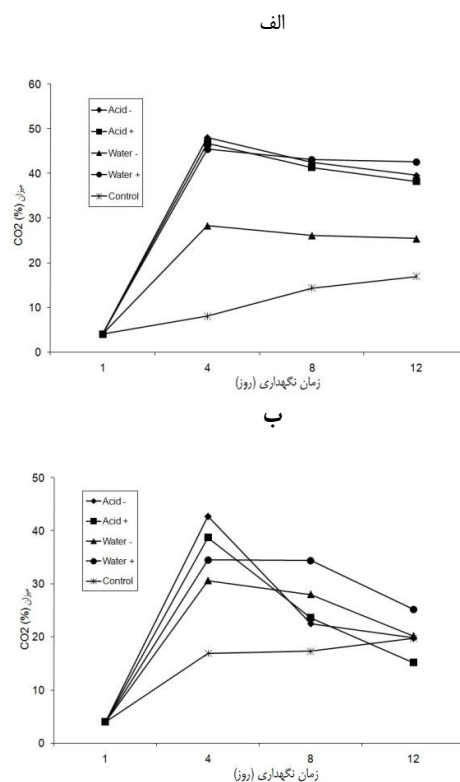 الف
60
50
40
30
20
10
0
میزان CO2 (%)
Acid -
Acid +
Water -
Water +
Control
1 4 8 12
زمان نگهداری (روز)
ب
50
40
30
20
10
0
میزان CO2 (%)
Acid -
Acid +
Water -
Water +
Control
1 4 8 12
زمان نگهداری (روز)